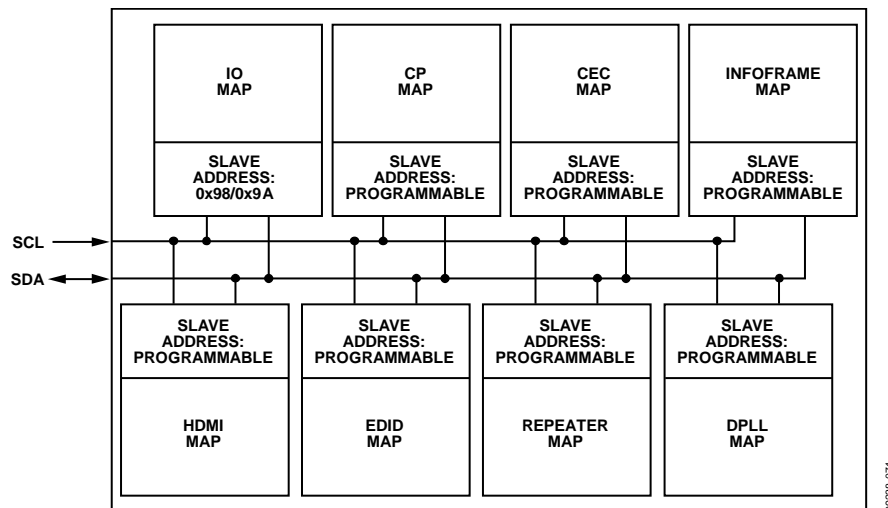 IO
MAP
CP
MAP
CEC
MAP
INFOFRAME
MAP
SLAVE
ADDRESS:
0x98/0x9A
SLAVE
ADDRESS:
PROGRAMMABLE
SLAVE
ADDRESS:
PROGRAMMABLE
SLAVE
ADDRESS:
PROGRAMMABLE
SCL
SDA
SLAVE
ADDRESS:
PROGRAMMABLE
SLAVE
ADDRESS:
PROGRAMMABLE
SLAVE
ADDRESS:
PROGRAMMABLE
SLAVE
ADDRESS:
PROGRAMMABLE
HDMI
MAP
EDID
MAP
REPEATER
MAP
DPLL
MAP